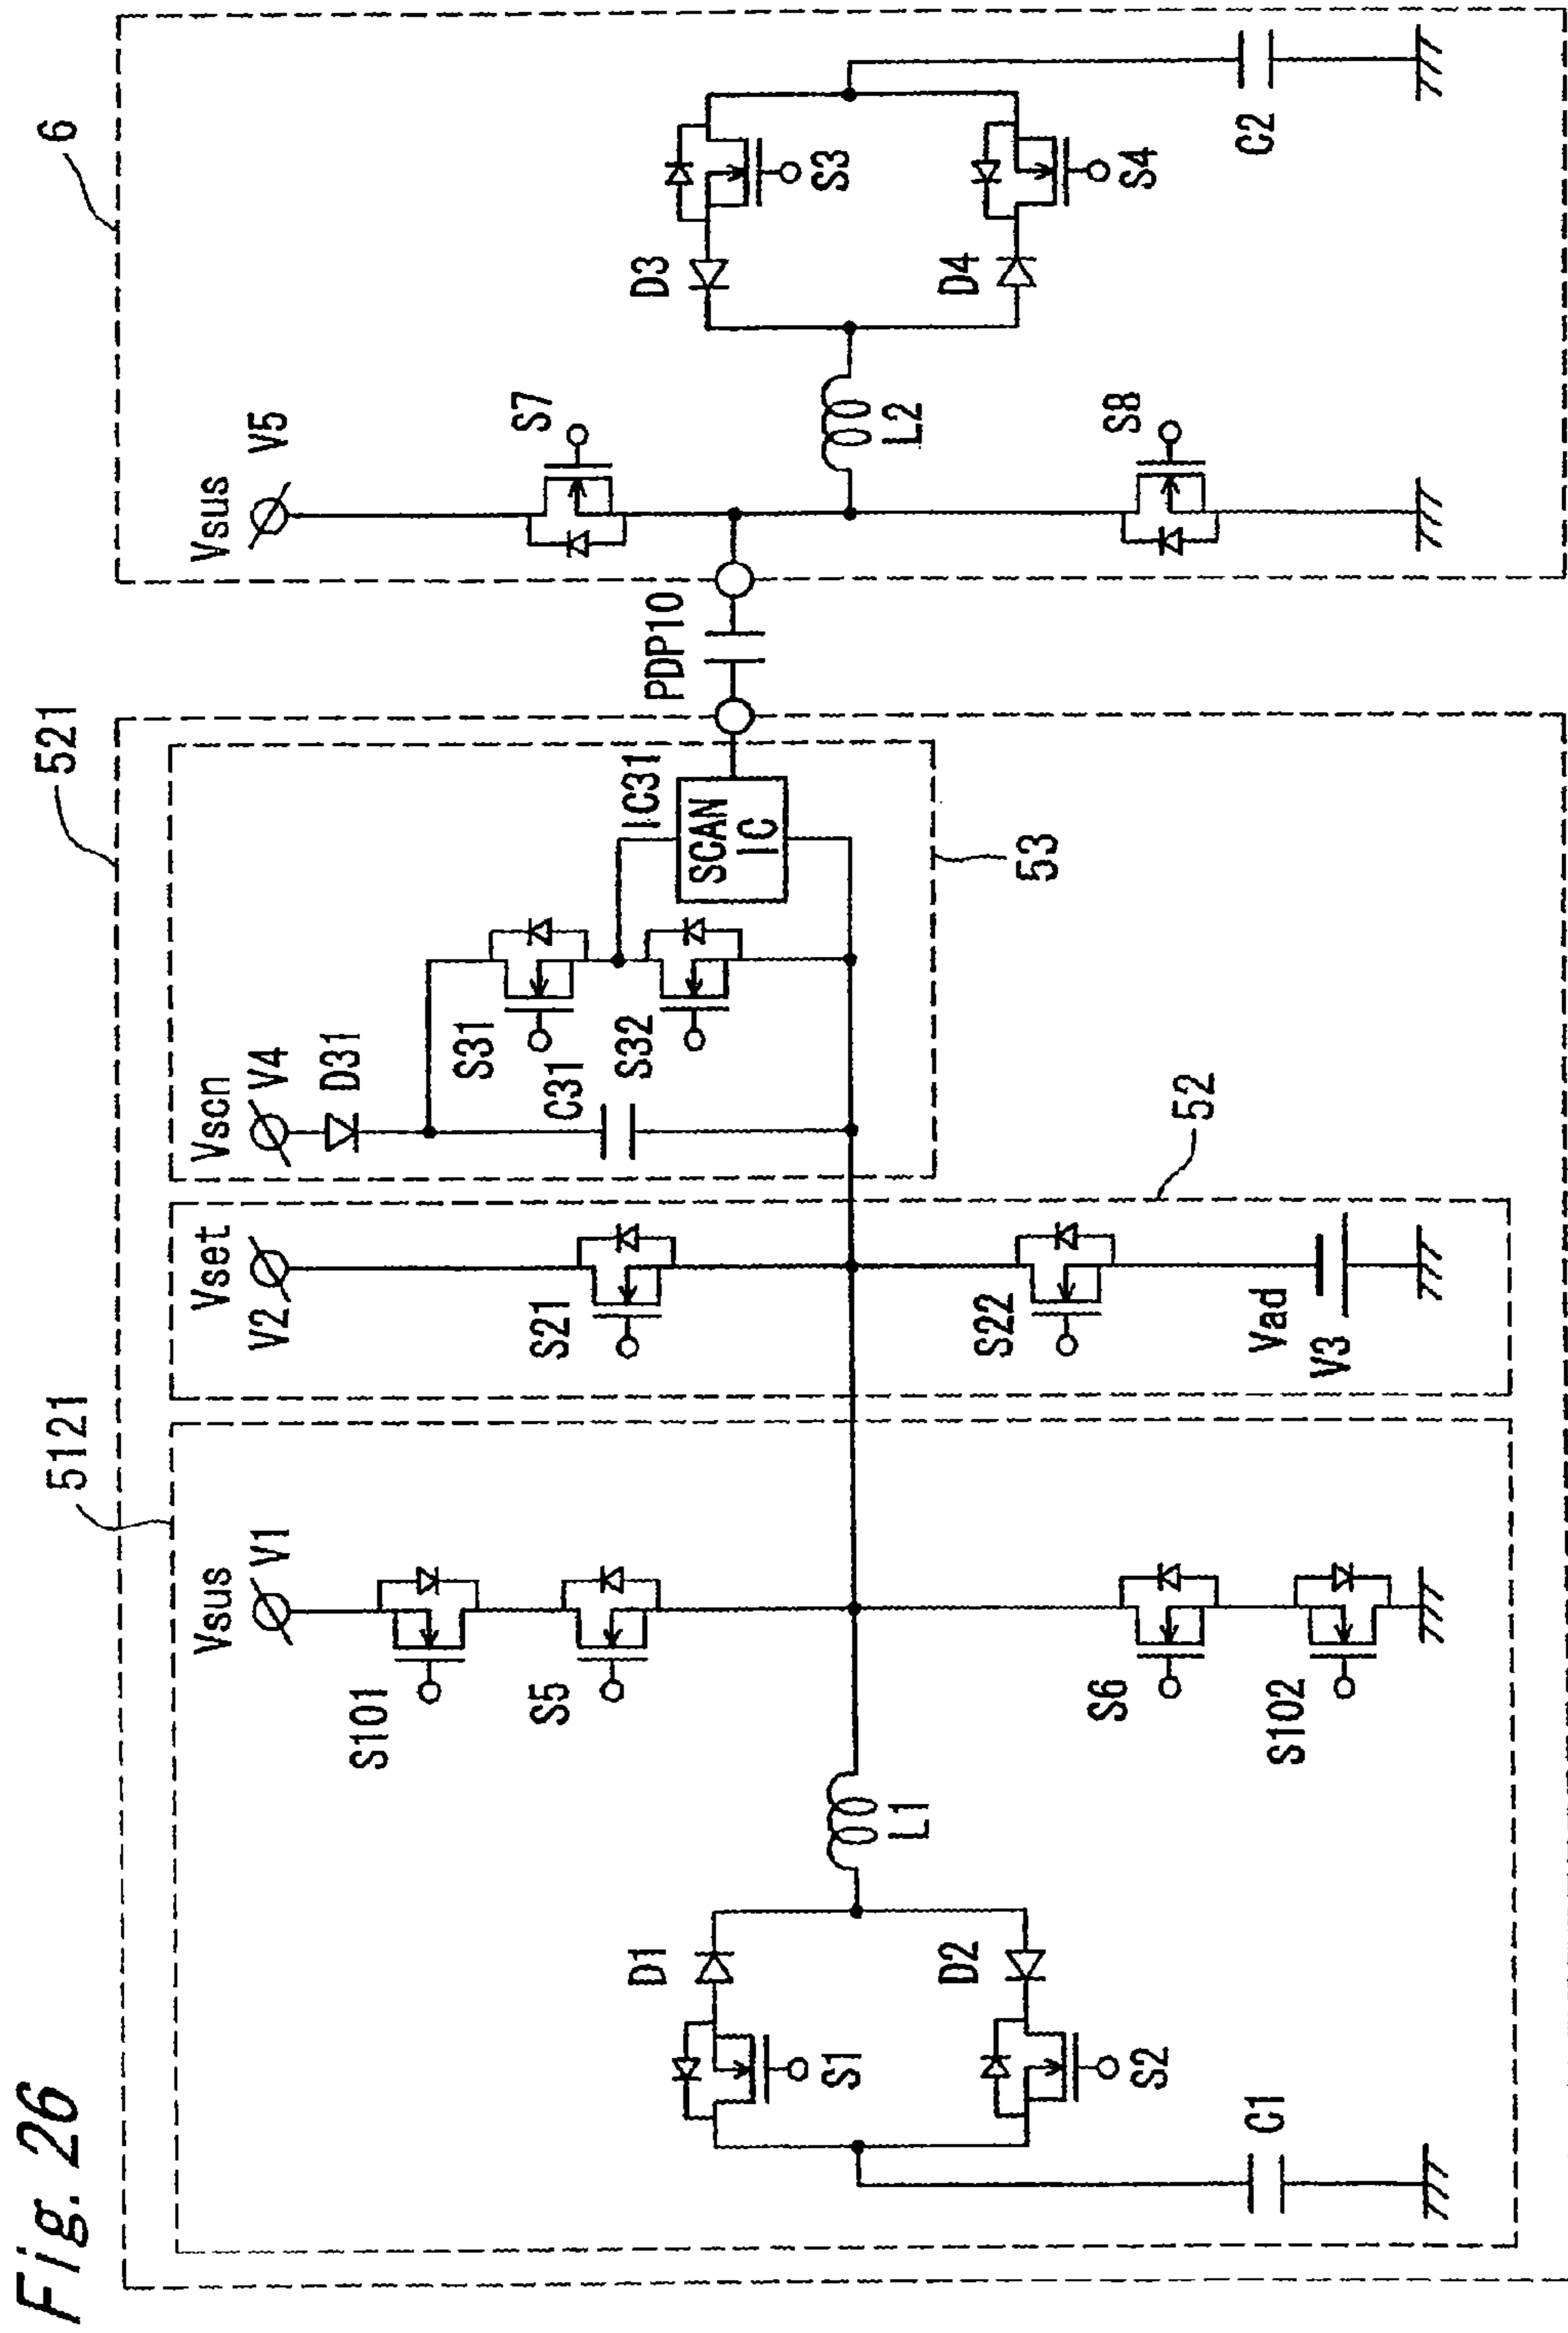 Fig. 26
521
6
5121
Vsus
V1
S101
S5
D1
S1
L1
D2
S2
S6
S102
C1
Vset
V2
S21
S22
Vad
V3
52
Vscn
V4
D31
S31
C31
S32
IC31
SCAN
IC
53
PDP10
Vsus
V5
S7
D3
S3
L2
D4
S4
S8
C2